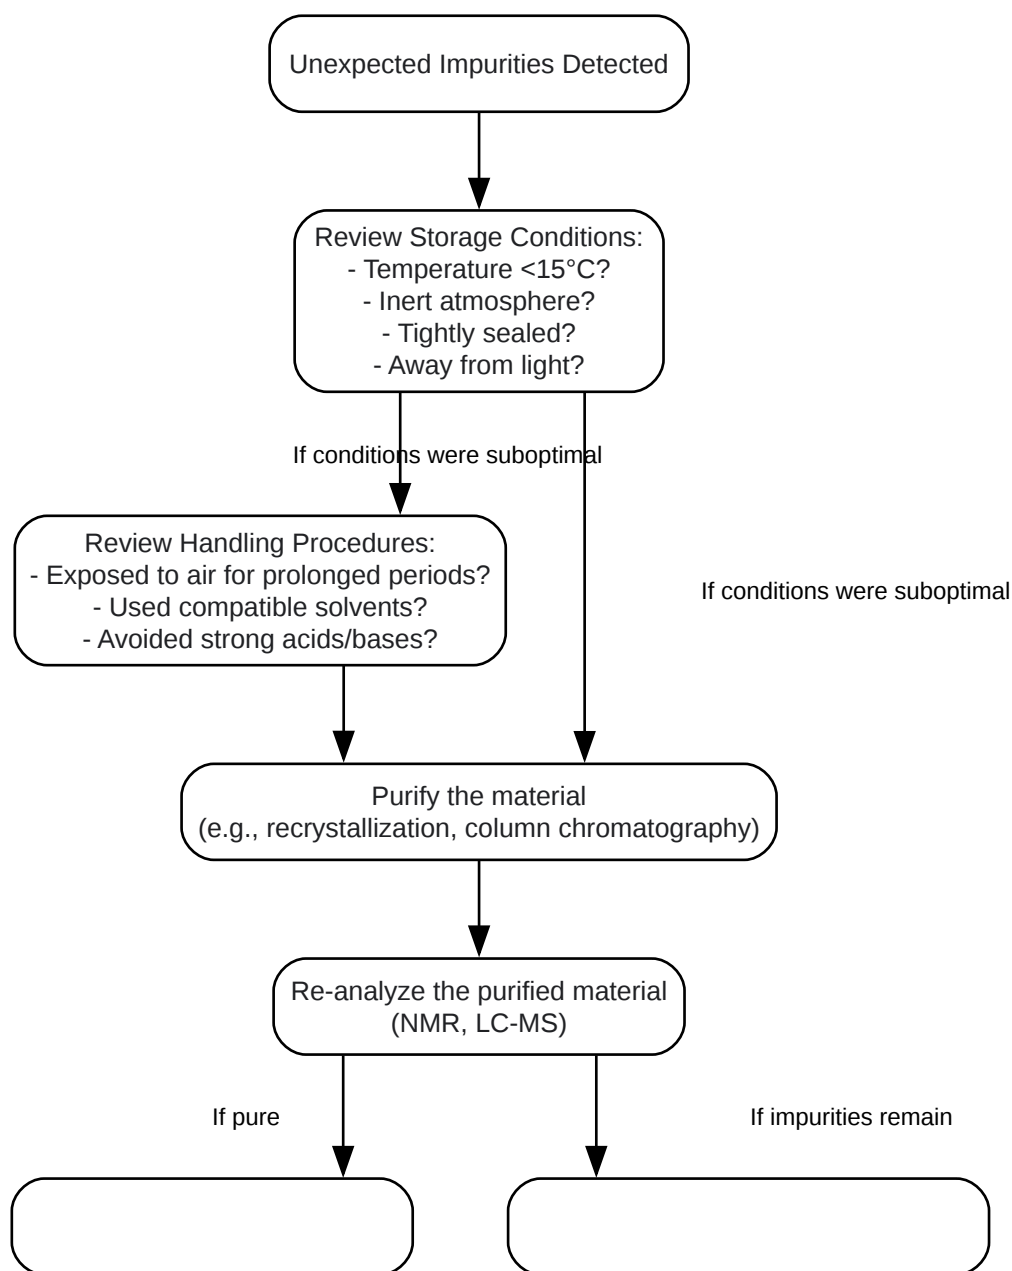 Unexpected Impurities Detected
Review Storage Conditions:
- Temperature <15°C?
- Inert atmosphere?
- Tightly sealed?
- Away from light?
If conditions were suboptimal
Review Handling Procedures:
- Exposed to air for prolonged periods?
- Used compatible solvents?
- Avoided strong acids/bases?
If conditions were suboptimal
Purify the material
(e.g., recrystallization, column chromatography)
Re-analyze the purified material
(NMR, LC-MS)
If pure
If impurities remain